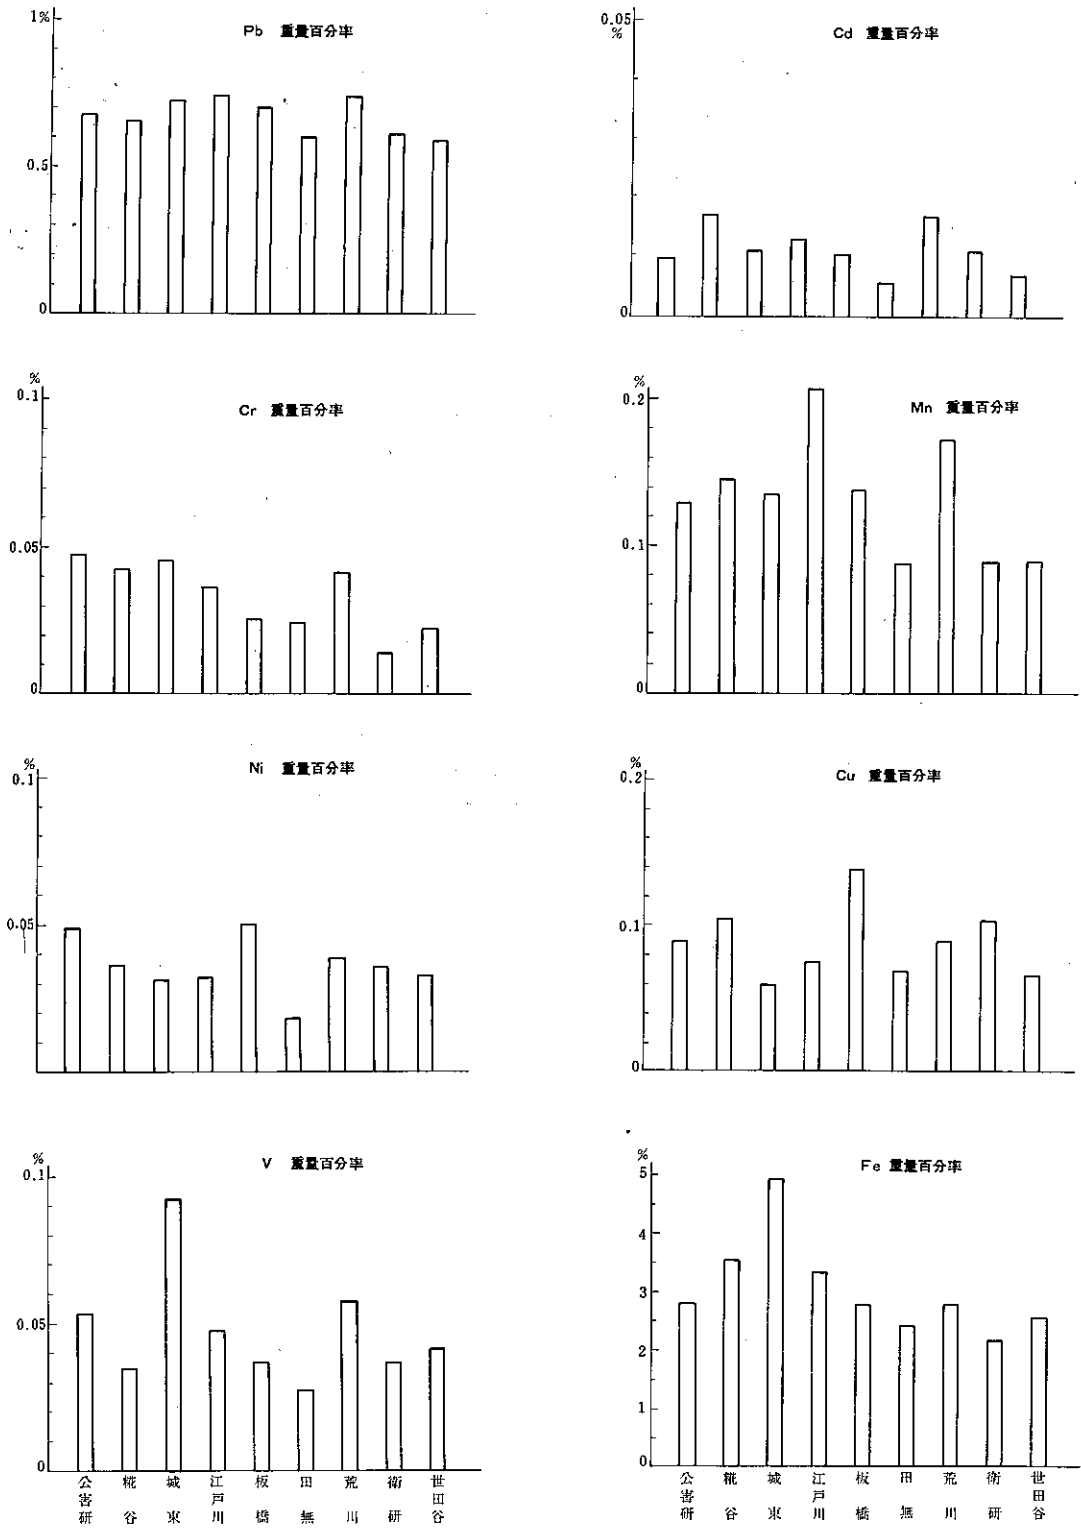 Pb 重量百分率
1%
0.5
0
Cd 重量百分率
0.05
%
0
Cr 重量百分率
%
0.1
0.05
0
Mn 重量百分率
%
0.2
0.1
0
Ni 重量百分率
%
0.1
0.05
Cu 重量百分率
%
0.2
0.1
0
V 重量百分率
%
0.1
0.05
0
公害研
糀谷
城東
江戸川
板橋
田無
荒川
衛研
世田谷
Fe 重量百分率
%
5
4
3
2
1
0
公害研
糀谷
城東
江戸川
板橋
田無
荒川
衛研
世田谷